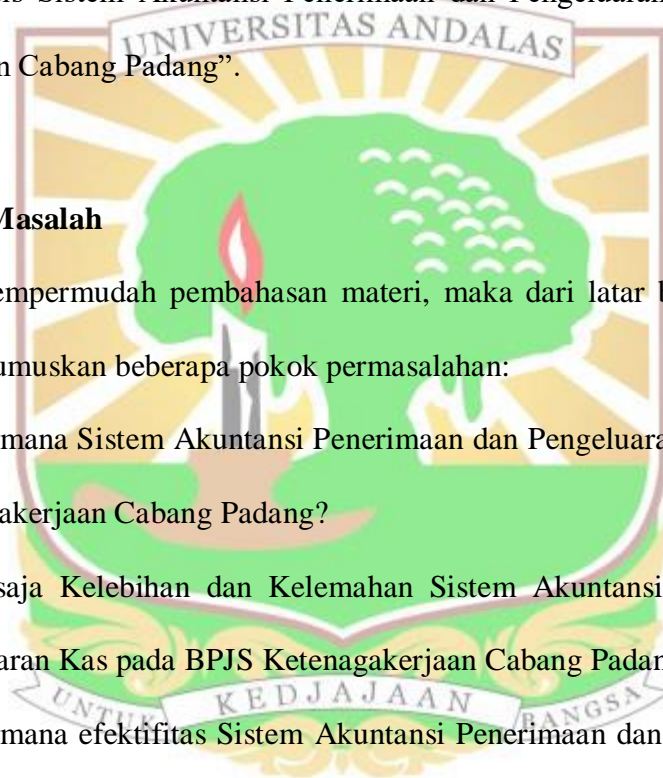 is Sistem Akuntansi Penerimaan dan Pengeluaran
UNIVERSITAS ANDALAS
n Cabang Padang”.
Masalah
empermudah pembahasan materi, maka dari latar b
umuskan beberapa pokok permasalahan:
mana Sistem Akuntansi Penerimaan dan Pengeluara
akerjaan Cabang Padang?
saja Kelebihan dan Kelemahan Sistem Akuntansi
aran Kas pada BPJS Ketenagakerjaan Cabang Padan
UNTUK KEDJAJAAN BANGSA
mana efektifitas Sistem Akuntansi Penerimaan dan